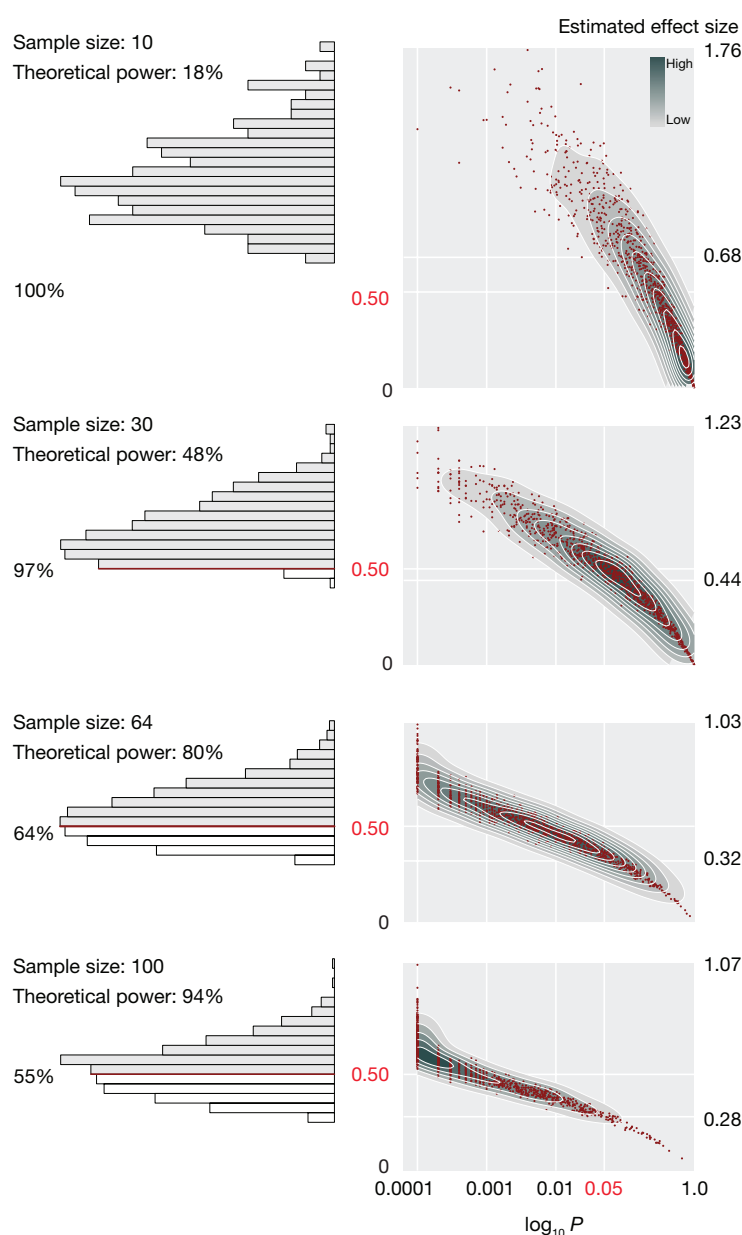 Estimated effect size
Sample size: 10
Theoretical power: 18%
1.76
High
Low
0.68
100%
0.50
0
Sample size: 30
Theoretical power: 48%
1.23
97%
0.50
0.44
0
Sample size: 64
Theoretical power: 80%
1.03
64%
0.50
0.32
0
Sample size: 100
Theoretical power: 94%
1.07
55%
0.50
0.28
0
0.0001 0.001 0.01 0.05 1.0
log₁₀ P